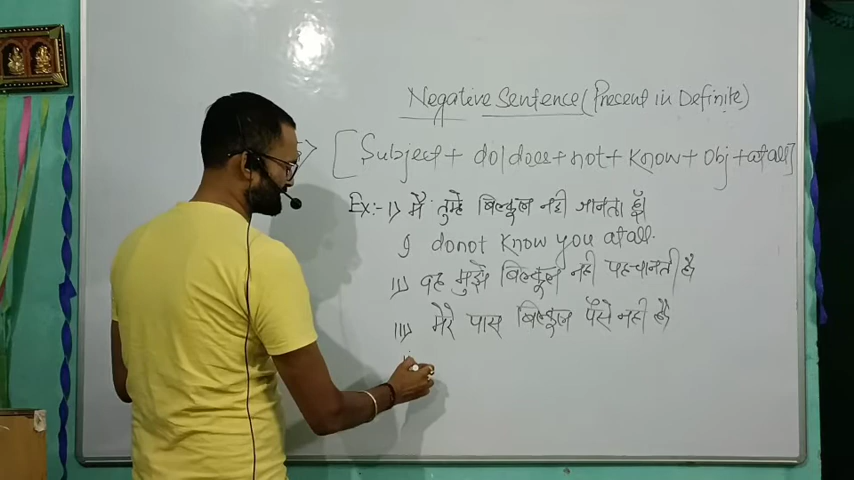 Negative Sentence (Present in Definite)
[Subject + do/does + not + know + Obj + at all]
Ex:- i) मै तुम्हे बिल्कुल नही जानता हूँ।
I donot know you at all.
ii) वह मुझे बिल्कूल नही पहचानती है
iii) मेरे पास बिल्कूल पैसे नही है